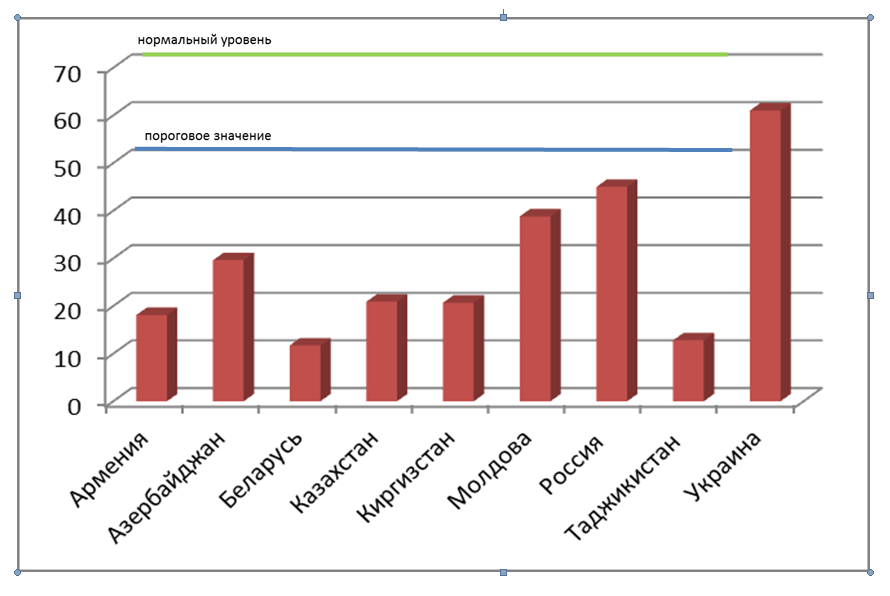 нормальный уровень
70
60
пороговое значение
50
40
30
20
10
0
Армения
Азербайджан
Беларусь
Казахстан
Киргизстан
Молдова
Россия
Таджикистан
Украина